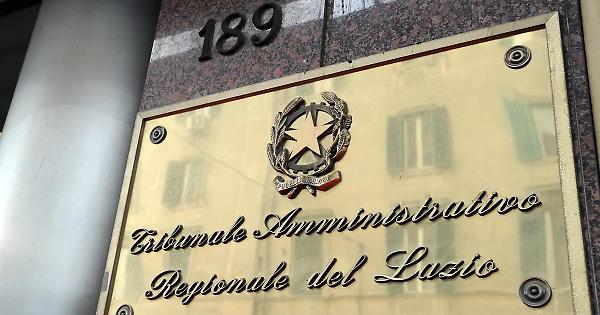 189
Tribunale Amministrativo
Regionale del Lazio